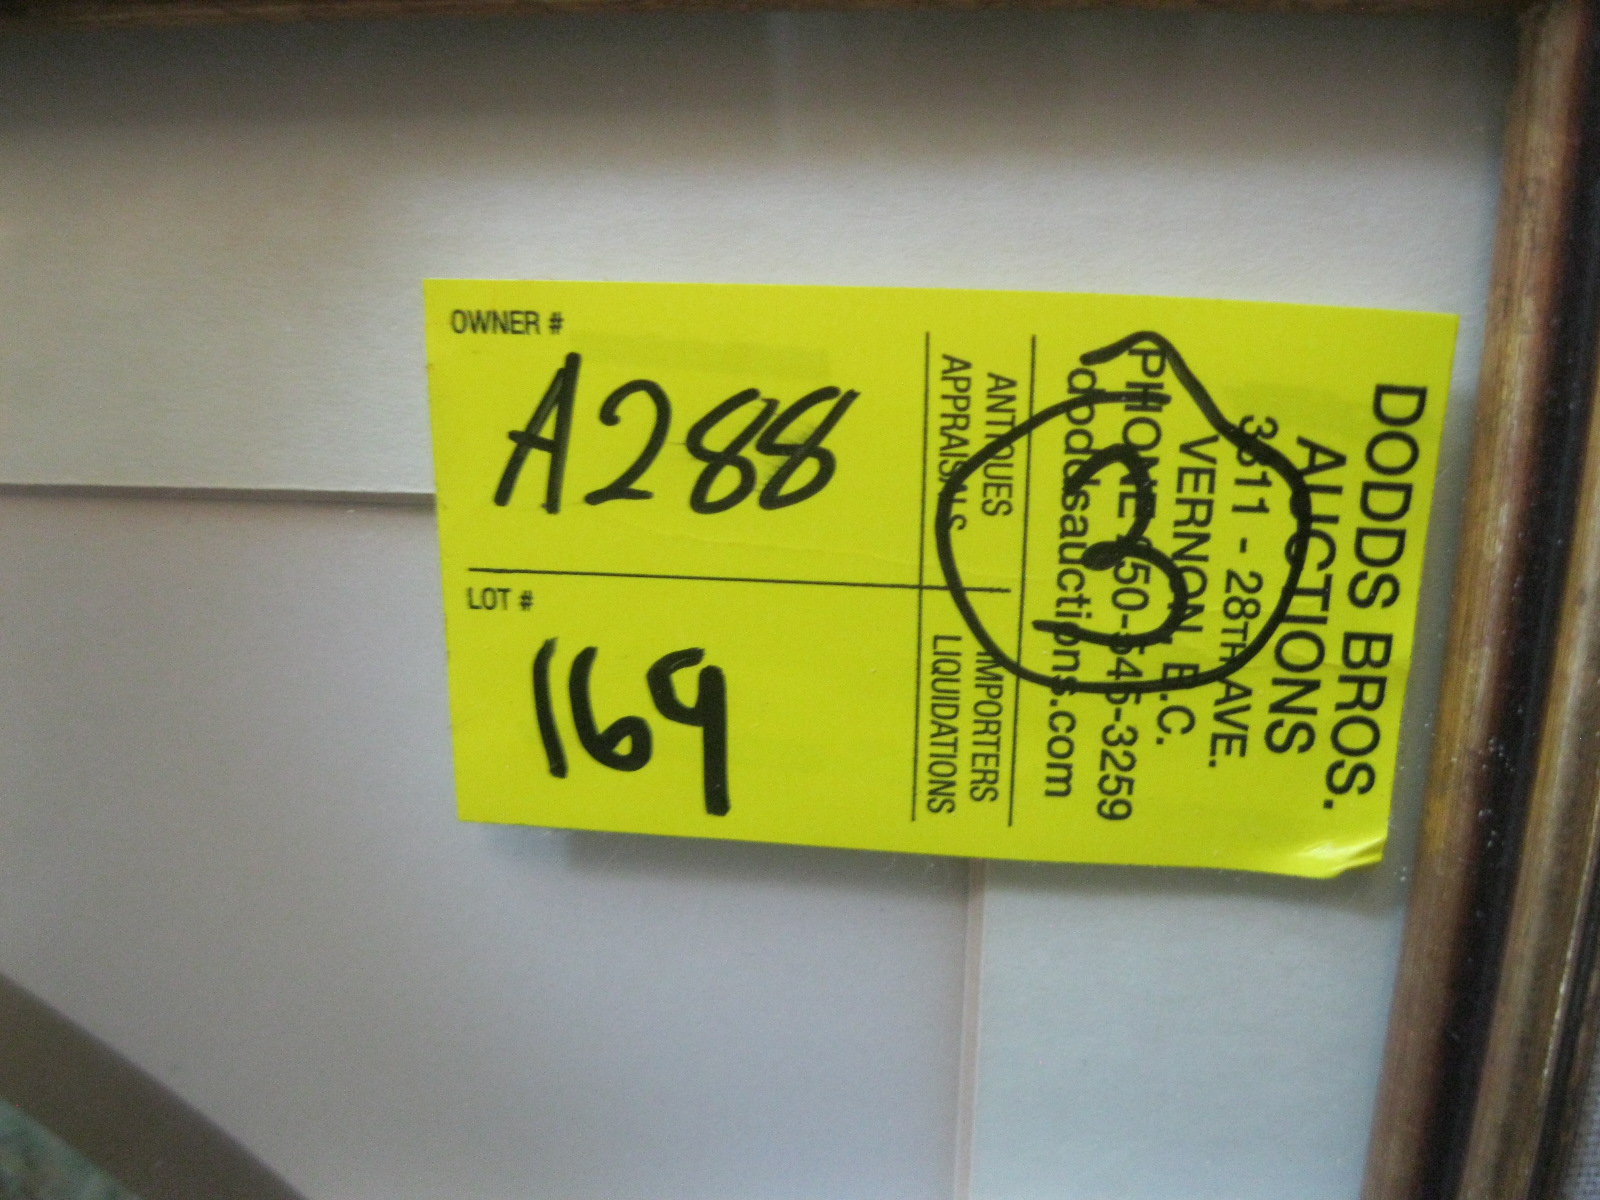 OWNER #
A288
LOT #
169
DODDS BROS.
AUCTIONS
3311 - 28TH AVE.
VERNON, B.C.
PHONE 250-545-3259
doddsauctions.com
ANTIQUES IMPORTERS
APPRAISALS LIQUIDATIONS
3